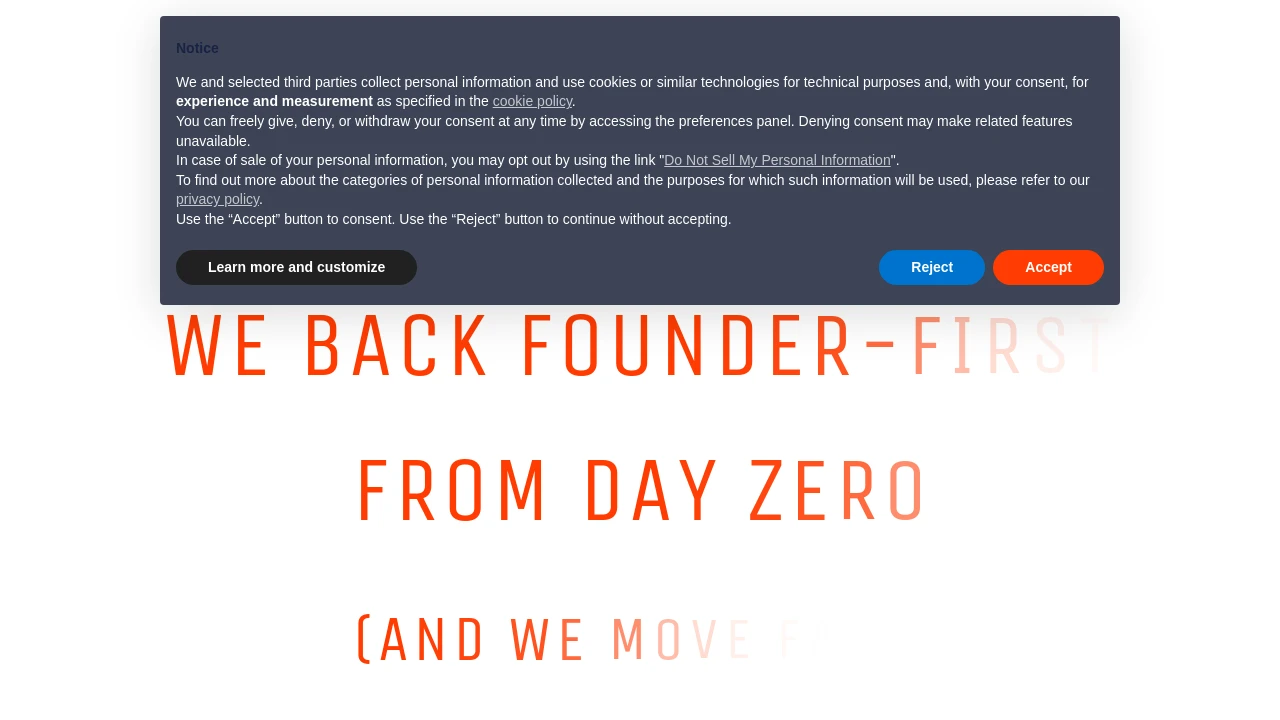 Notice
We and selected third parties collect personal information and use cookies or similar technologies for technical purposes and, with your consent, for
experience and measurement as specified in the cookie policy.
You can freely give, deny, or withdraw your consent at any time by accessing the preferences panel. Denying consent may make related features
unavailable.
In case of sale of your personal information, you may opt out by using the link "Do Not Sell My Personal Information".
To find out more about the categories of personal information collected and the purposes for which such information will be used, please refer to our
privacy policy.
Use the “Accept” button to consent. Use the “Reject” button to continue without accepting.
Learn more and customize
Reject
Accept
WE BACK FOUNDER-FIRST
FROM DAY ZERO
(AND WE MOVE